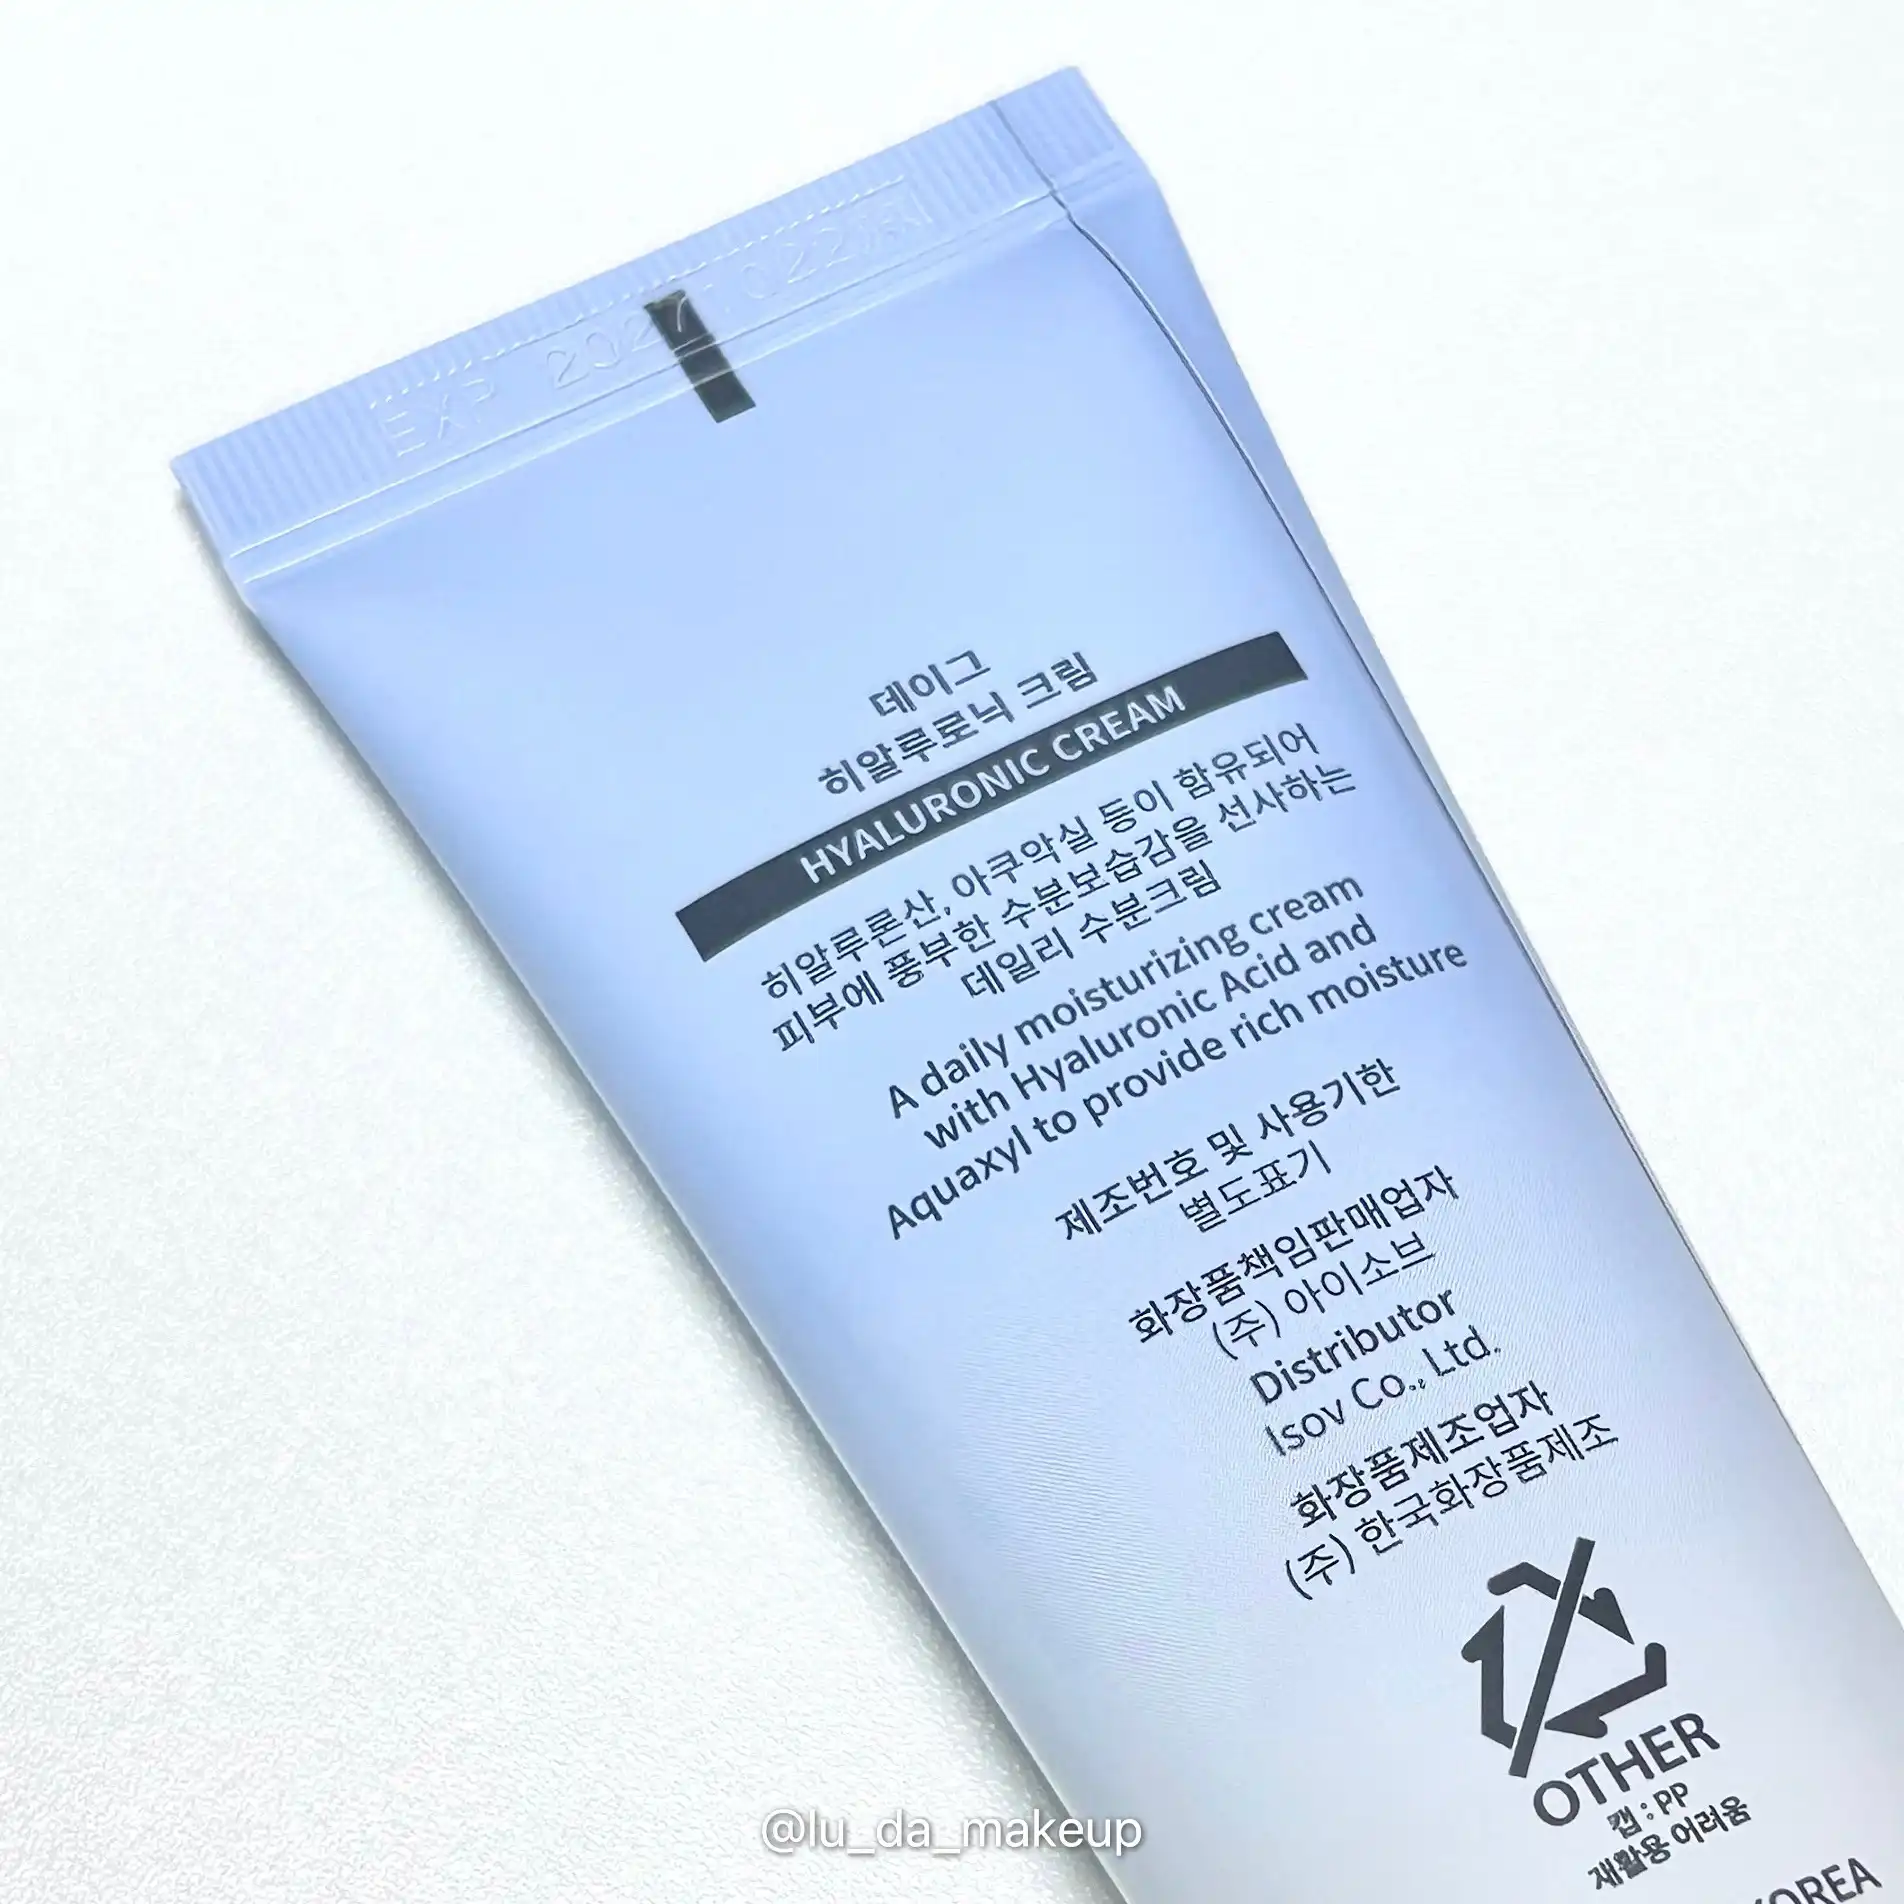 EXP 20271022
데이그
히알루로닉 크림
HYALURONIC CREAM
히알루론산, 아쿠악실 등이 함유되어
피부에 풍부한 수분보습감을 선사하는
데일리 수분크림
A daily moisturizing cream
with Hyaluronic Acid and
Aquaxyl to provide rich moisture
제조번호 및 사용기한
별도표기
화장품책임판매업자
(주) 아이소브
Distributor
Isov Co., Ltd.
화장품제조업자
(주) 한국화장품제조
OTHER
캡 : PP
재활용 어려움
KOREA
@lu_da_makeup